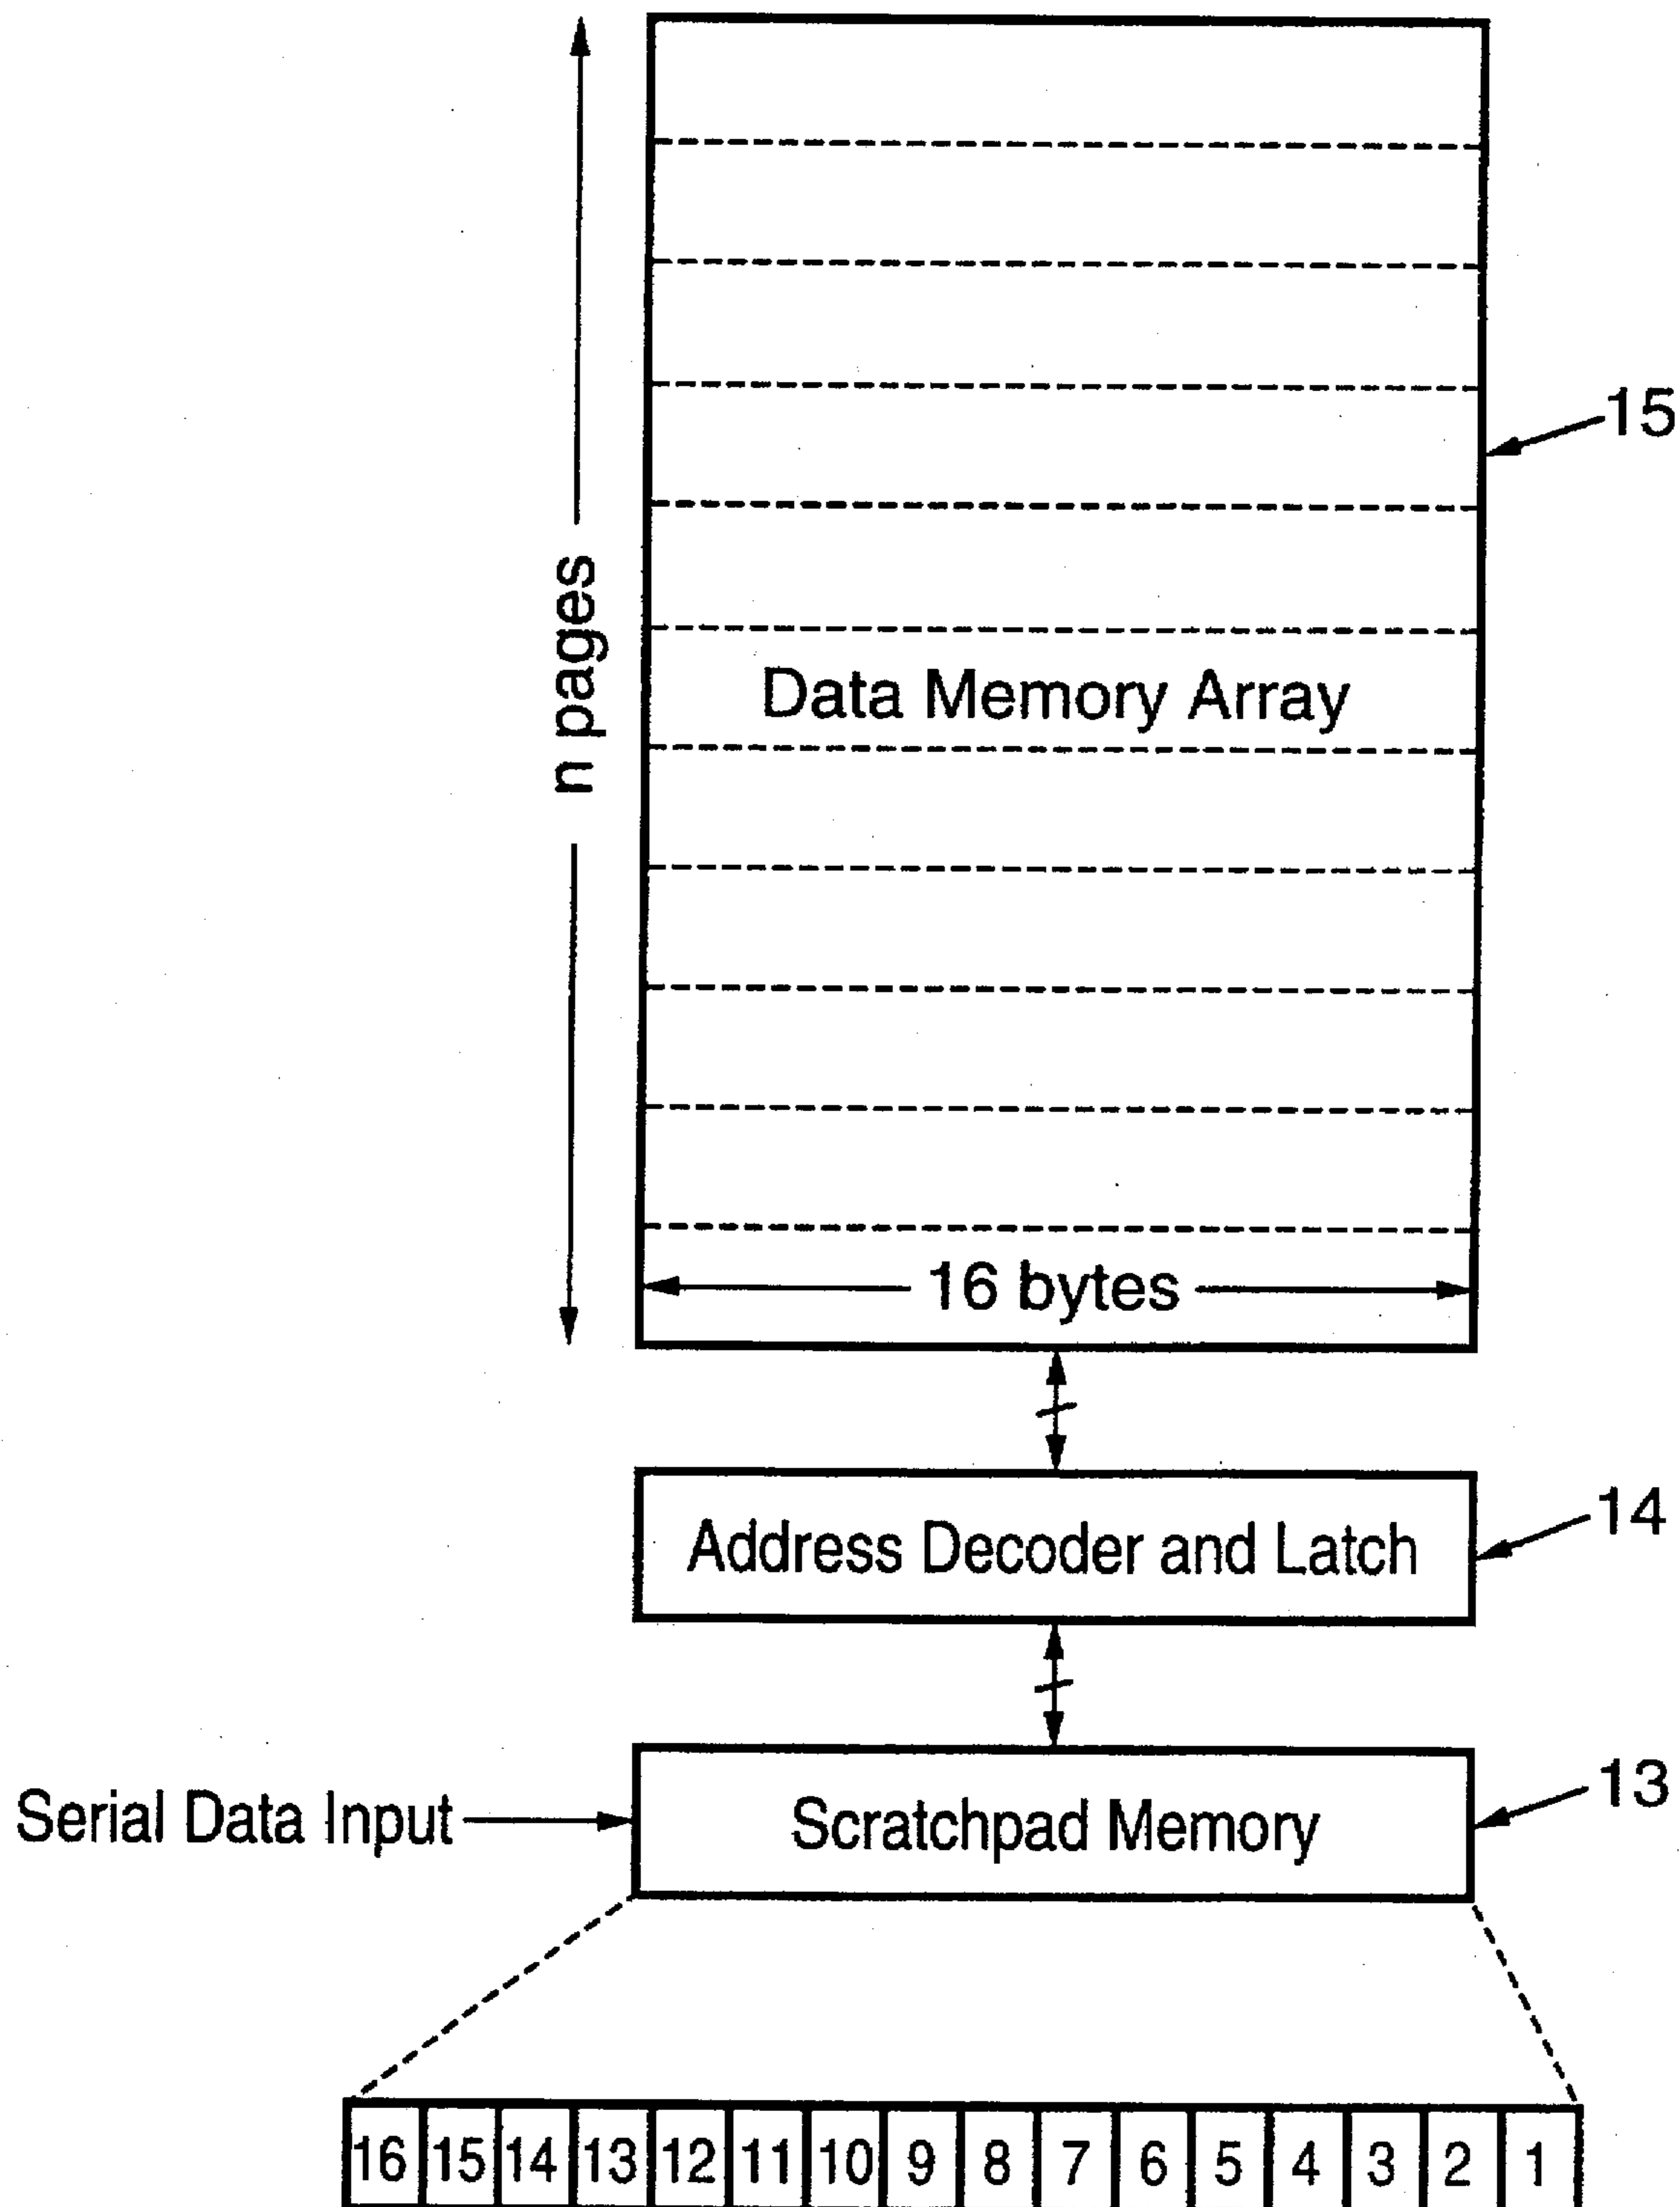 15
n pages
Data Memory Array
16 bytes
Address Decoder and Latch
14
Serial Data Input
Scratchpad Memory
13
16 15 14 13 12 11 10 9 8 7 6 5 4 3 2 1